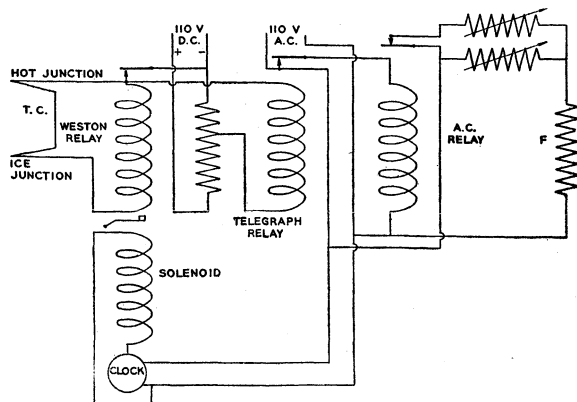 110 V
D.C.
+ -
110 V
A.C.
HOT JUNCTION
T.C.
WESTON
RELAY
ICE
JUNCTION
A.C.
RELAY
F
TELEGRAPH
RELAY
SOLENOID
CLOCK